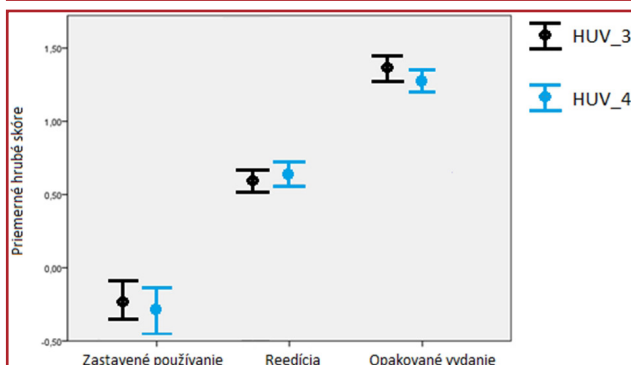 Priemerné hrubé skóre
1,50
1,00
0,50
0,00
-0,50
Zastavené používanie
Reedícia
Opakované vydanie
HUV_3
HUV_4